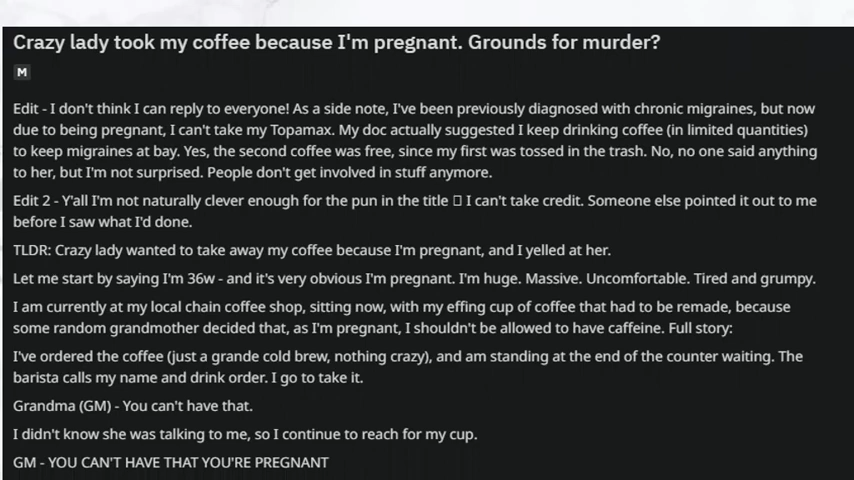 Crazy lady took my coffee because I'm pregnant. Grounds for murder?
M
Edit - I don't think I can reply to everyone! As a side note, I've been previously diagnosed with chronic migraines, but now
due to being pregnant, I can't take my Topamax. My doc actually suggested I keep drinking coffee (in limited quantities)
to keep migraines at bay. Yes, the second coffee was free, since my first was tossed in the trash. No, no one said anything
to her, but I'm not surprised. People don't get involved in stuff anymore.
Edit 2 - Y'all I'm not naturally clever enough for the pun in the title ▯ I can't take credit. Someone else pointed it out to me
before I saw what I'd done.
TLDR: Crazy lady wanted to take away my coffee because I'm pregnant, and I yelled at her.
Let me start by saying I'm 36w - and it's very obvious I'm pregnant. I'm huge. Massive. Uncomfortable. Tired and grumpy.
I am currently at my local chain coffee shop, sitting now, with my effing cup of coffee that had to be remade, because
some random grandmother decided that, as I'm pregnant, I shouldn't be allowed to have caffeine. Full story:
I've ordered the coffee (just a grande cold brew, nothing crazy), and am standing at the end of the counter waiting. The
barista calls my name and drink order. I go to take it.
Grandma (GM) - You can't have that.
I didn't know she was talking to me, so I continue to reach for my cup.
GM - YOU CAN'T HAVE THAT YOU'RE PREGNANT